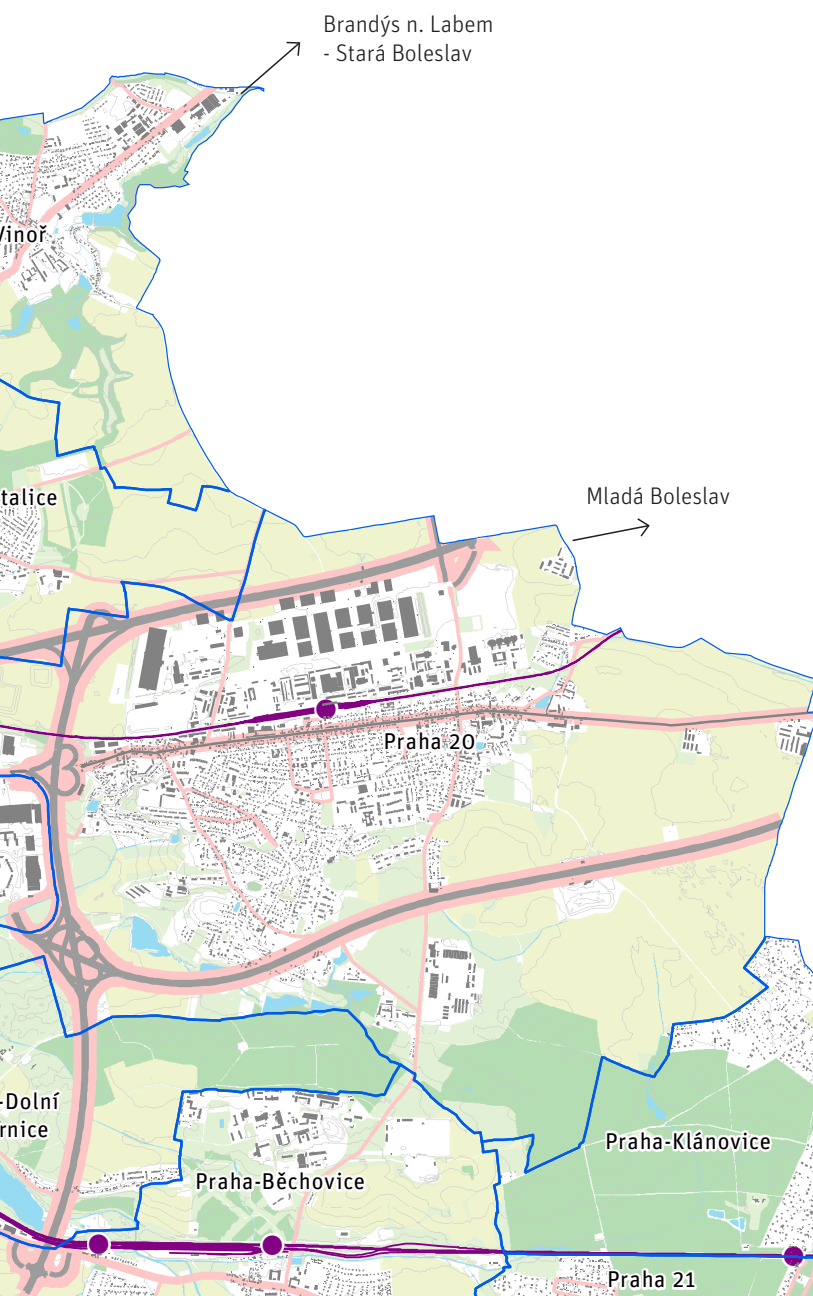 Brandýs n. Labem
- Stará Boleslav
Vinoř
talice
Mladá Boleslav
Praha 20
-Dolní
rnice
Praha-Klánovice
Praha-Běchovice
Praha 21